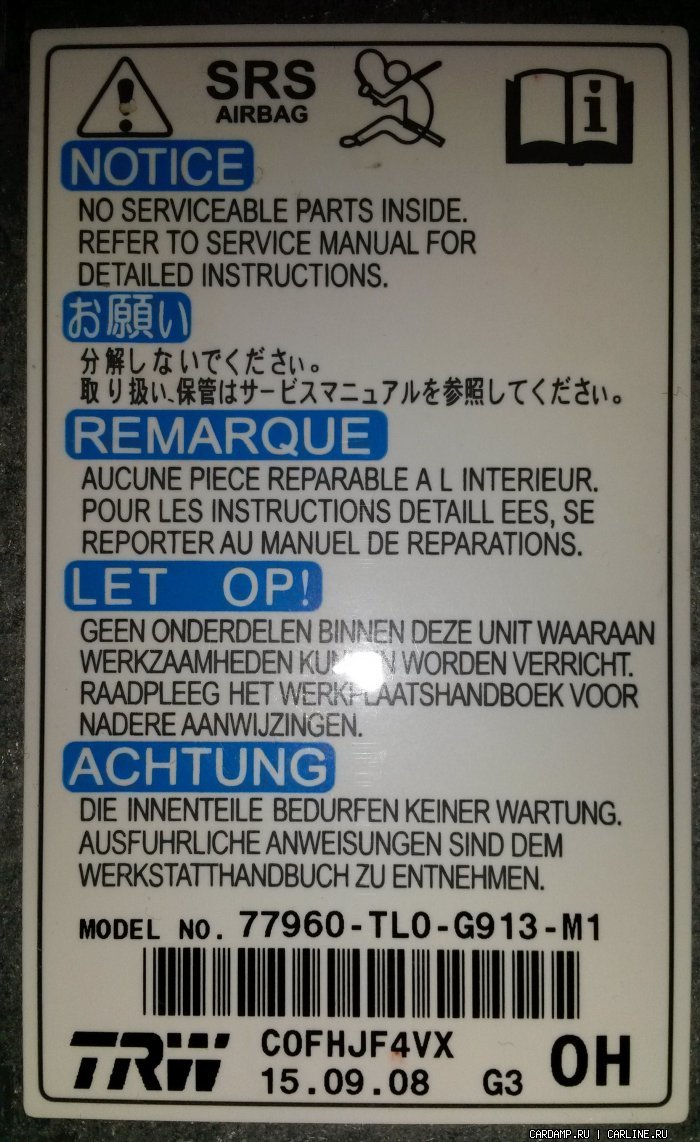 SRS
AIRBAG
NOTICE
NO SERVICEABLE PARTS INSIDE.
REFER TO SERVICE MANUAL FOR
DETAILED INSTRUCTIONS.
お願い
分解しないでください。
取り扱い、保管はサービスマニュアルを参照してください。
REMARQUE
AUCUNE PIECE REPARABLE A L INTERIEUR.
POUR LES INSTRUCTIONS DETAILL EES, SE
REPORTER AU MANUEL DE REPARATIONS.
LET OP!
GEEN ONDERDELEN BINNEN DEZE UNIT WAARAAN
WERKZAAMHEDEN KUNNEN WORDEN VERRICHT.
RAADPLEEG HET WERKPLAATSHANDBOEK VOOR
NADERE AANWIJZINGEN.
ACHTUNG
DIE INNENTEILE BEDURFEN KEINER WARTUNG.
AUSFUHRLICHE ANWEISUNGEN SIND DEM
WERKSTATTHANDBUCH ZU ENTNEHMEN.
MODEL NO. 77960-TL0-G913-M1
TRW C0FHJF4VX 0H
15.09.08 G3
CARDAMP.RU | CARLINE.RU